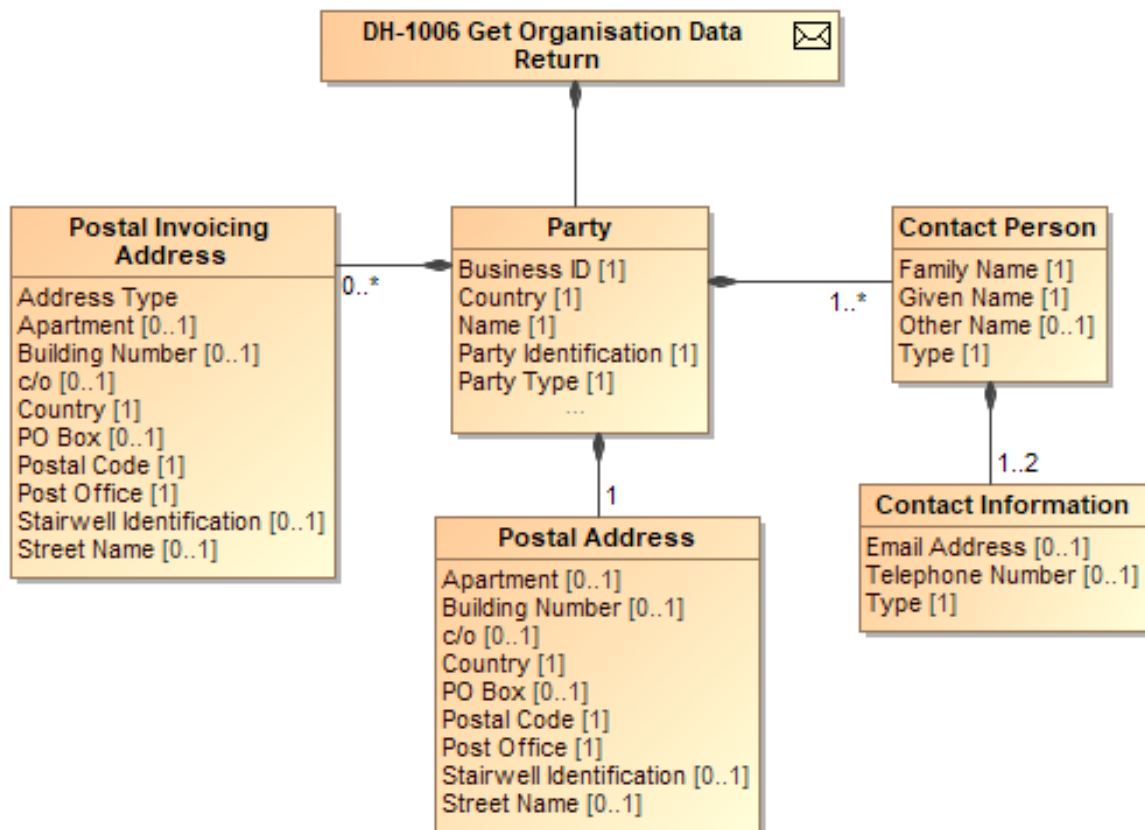 DH-1006 Get Organisation Data
Return
Postal Invoicing
Address
Address Type
Apartment [0..1]
Building Number [0..1]
c/o [0..1]
Country [1]
PO Box [0..1]
Postal Code [1]
Post Office [1]
Stairwell Identification [0..1]
Street Name [0..1]
0..*
Party
Business ID [1]
Country [1]
Name [1]
Party Identification [1]
Party Type [1]
...
1..*
Contact Person
Family Name [1]
Given Name [1]
Other Name [0..1]
Type [1]
1..2
Contact Information
Email Address [0..1]
Telephone Number [0..1]
Type [1]
1
Postal Address
Apartment [0..1]
Building Number [0..1]
c/o [0..1]
Country [1]
PO Box [0..1]
Postal Code [1]
Post Office [1]
Stairwell Identification [0..1]
Street Name [0..1]